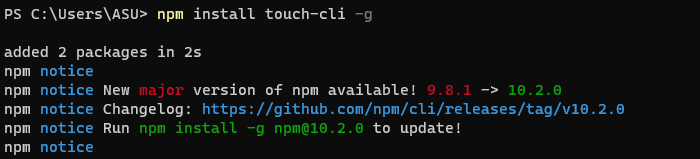 PS C:\Users\ASU> npm install touch-cli -g
added 2 packages in 2s
npm notice
npm notice New major version of npm available! 9.8.1 -> 10.2.0
npm notice Changelog: https://github.com/npm/cli/releases/tag/v10.2.0
npm notice Run npm install -g npm@10.2.0 to update!
npm notice